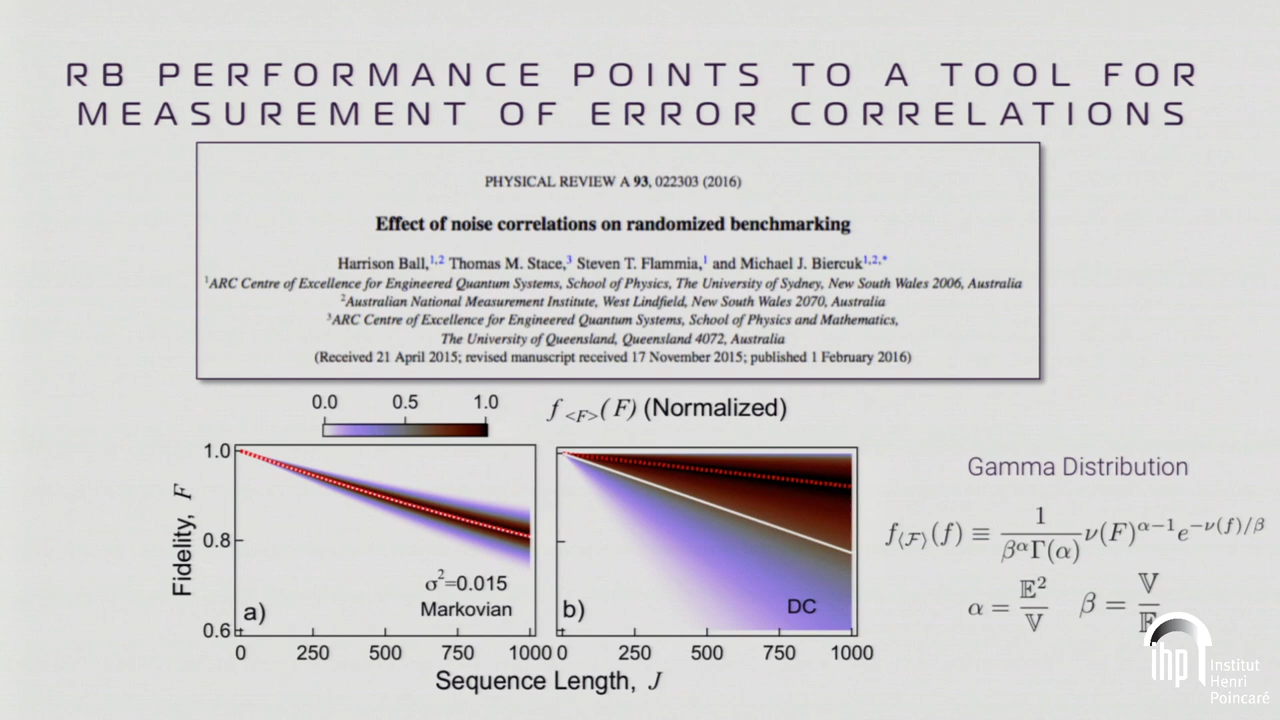 RB PERFORMANCE POINTS TO A TOOL FOR
MEASUREMENT OF ERROR CORRELATIONS
PHYSICAL REVIEW A 93, 022303 (2016)
Effect of noise correlations on randomized benchmarking
Harrison Ball,1,2 Thomas M. Stace,3 Steven T. Flammia,1 and Michael J. Biercuk1,2,*
1ARC Centre of Excellence for Engineered Quantum Systems, School of Physics, The University of Sydney, New South Wales 2006, Australia
2Australian National Measurement Institute, West Lindfield, New South Wales 2070, Australia
3ARC Centre of Excellence for Engineered Quantum Systems, School of Physics and Mathematics,
The University of Queensland, Queensland 4072, Australia
(Received 21 April 2015; revised manuscript received 17 November 2015; published 1 February 2016)
0.0 0.5 1.0
f <F>(F) (Normalized)
1.0
0.8
0.6
Fidelity, F
σ2=0.015
Markovian
a)
b)
DC
0 250 500 750 1000
0 250 500 750 1000
Sequence Length, J
Gamma Distribution
f⟨F⟩(f) ≡ 1/(β^α Γ(α)) ν(F)^(α−1) e^(−ν(f)/β)
α = 𝔼²/𝕍 β = 𝕍/𝔼
ihp
Institut
Henri
Poincaré